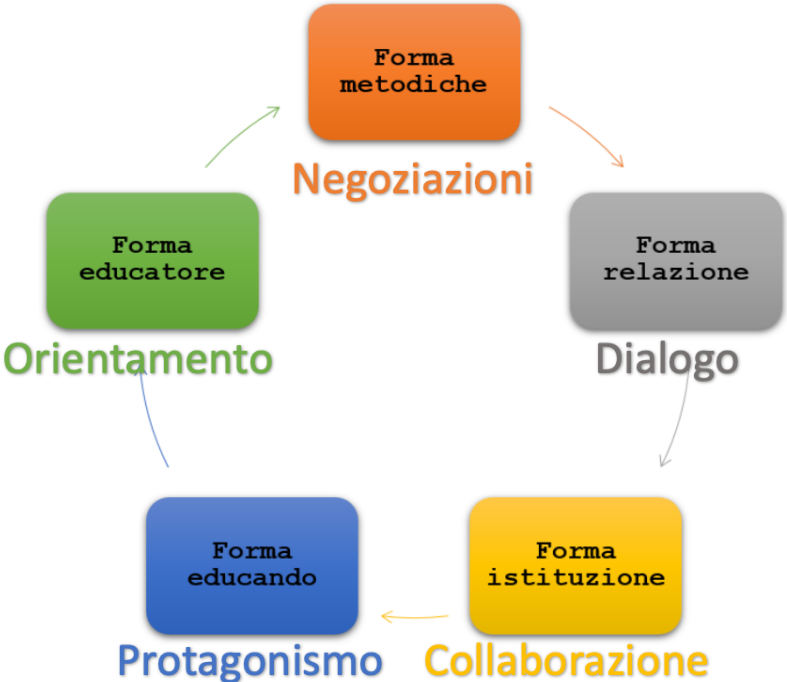 Forma
metodiche
Negoziazioni
Forma
relazione
Dialogo
Forma
istituzione
Collaborazione
Forma
educando
Protagonismo
Forma
educatore
Orientamento